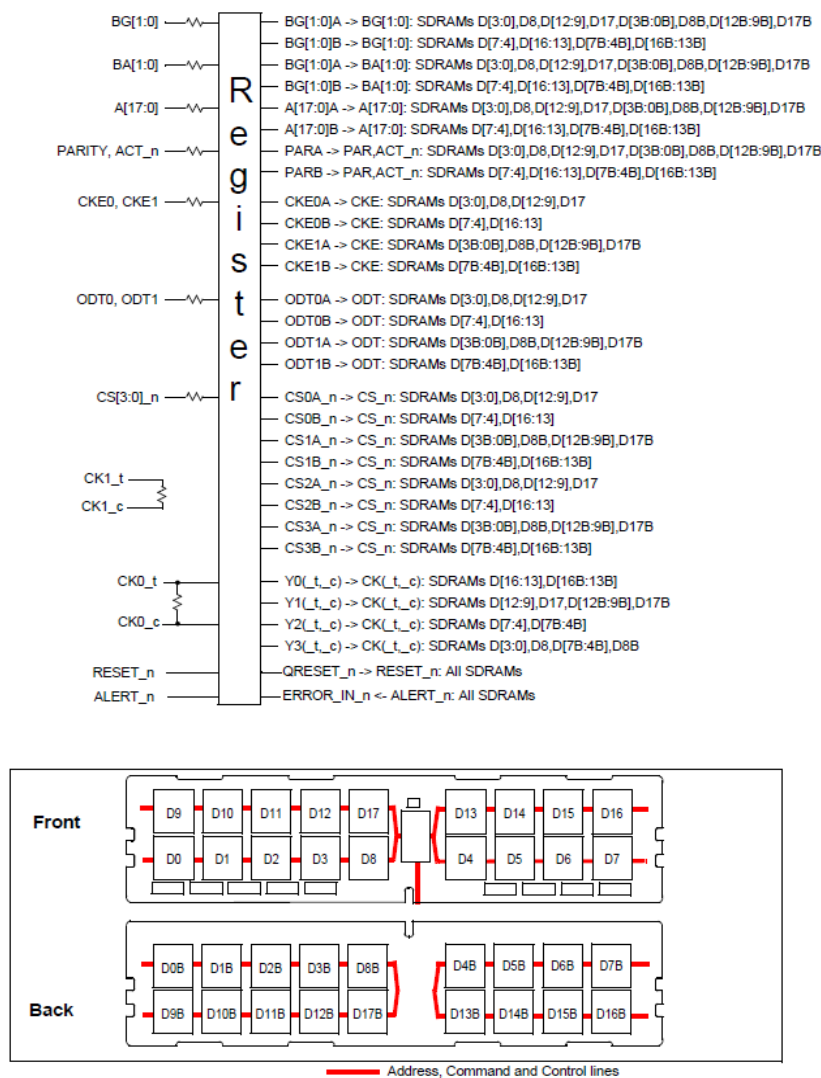 BG[1:0] BG[1:0]A -> BG[1:0]: SDRAMs D[3:0],D8,D[12:9],D17,D[3B:0B],D8B,D[12B:9B],D17B
BG[1:0]B -> BG[1:0]: SDRAMs D[7:4],D[16:13],D[7B:4B],D[16B:13B]
BA[1:0] BG[1:0]A -> BA[1:0]: SDRAMs D[3:0],D8,D[12:9],D17,D[3B:0B],D8B,D[12B:9B],D17B
BG[1:0]B -> BA[1:0]: SDRAMs D[7:4],D[16:13],D[7B:4B],D[16B:13B]
A[17:0] A[17:0]A -> A[17:0]: SDRAMs D[3:0],D8,D[12:9],D17,D[3B:0B],D8B,D[12B:9B],D17B
A[17:0]B -> A[17:0]: SDRAMs D[7:4],D[16:13],D[7B:4B],D[16B:13B]
PARITY, ACT_n PARA -> PAR,ACT_n: SDRAMs D[3:0],D8,D[12:9],D17,D[3B:0B],D8B,D[12B:9B],D17B
PARB -> PAR,ACT_n: SDRAMs D[7:4],D[16:13],D[7B:4B],D[16B:13B]
CKE0, CKE1 CKE0A -> CKE: SDRAMs D[3:0],D8,D[12:9],D17
CKE0B -> CKE: SDRAMs D[7:4],D[16:13]
CKE1A -> CKE: SDRAMs D[3B:0B],D8B,D[12B:9B],D17B
CKE1B -> CKE: SDRAMs D[7B:4B],D[16B:13B]
ODT0, ODT1 ODT0A -> ODT: SDRAMs D[3:0],D8,D[12:9],D17
ODT0B -> ODT: SDRAMs D[7:4],D[16:13]
ODT1A -> ODT: SDRAMs D[3B:0B],D8B,D[12B:9B],D17B
ODT1B -> ODT: SDRAMs D[7B:4B],D[16B:13B]
CS[3:0]_n CS0A_n -> CS_n: SDRAMs D[3:0],D8,D[12:9],D17
CS0B_n -> CS_n: SDRAMs D[7:4],D[16:13]
CS1A_n -> CS_n: SDRAMs D[3B:0B],D8B,D[12B:9B],D17B
CS1B_n -> CS_n: SDRAMs D[7B:4B],D[16B:13B]
CK1_t CS2A_n -> CS_n: SDRAMs D[3:0],D8,D[12:9],D17
CK1_c CS2B_n -> CS_n: SDRAMs D[7:4],D[16:13]
CS3A_n -> CS_n: SDRAMs D[3B:0B],D8B,D[12B:9B],D17B
CS3B_n -> CS_n: SDRAMs D[7B:4B],D[16B:13B]
CK0_t Y0(_t,_c) -> CK(_t,_c): SDRAMs D[16:13],D[16B:13B]
Y1(_t,_c) -> CK(_t,_c): SDRAMs D[12:9],D17,D[12B:9B],D17B
CK0_c Y2(_t,_c) -> CK(_t,_c): SDRAMs D[7:4],D[7B:4B]
Y3(_t,_c) -> CK(_t,_c): SDRAMs D[3:0],D8,D[7B:4B],D8B
RESET_n QRESET_n -> RESET_n: All SDRAMs
ALERT_n ERROR_IN_n <- ALERT_n: All SDRAMs
Register
Front
D9 D10 D11 D12 D17 D13 D14 D15 D16
D0 D1 D2 D3 D8 D4 D5 D6 D7
Back
D0B D1B D2B D3B D8B D4B D5B D6B D7B
D9B D10B D11B D12B D17B D13B D14B D15B D16B
Address, Command and Control lines